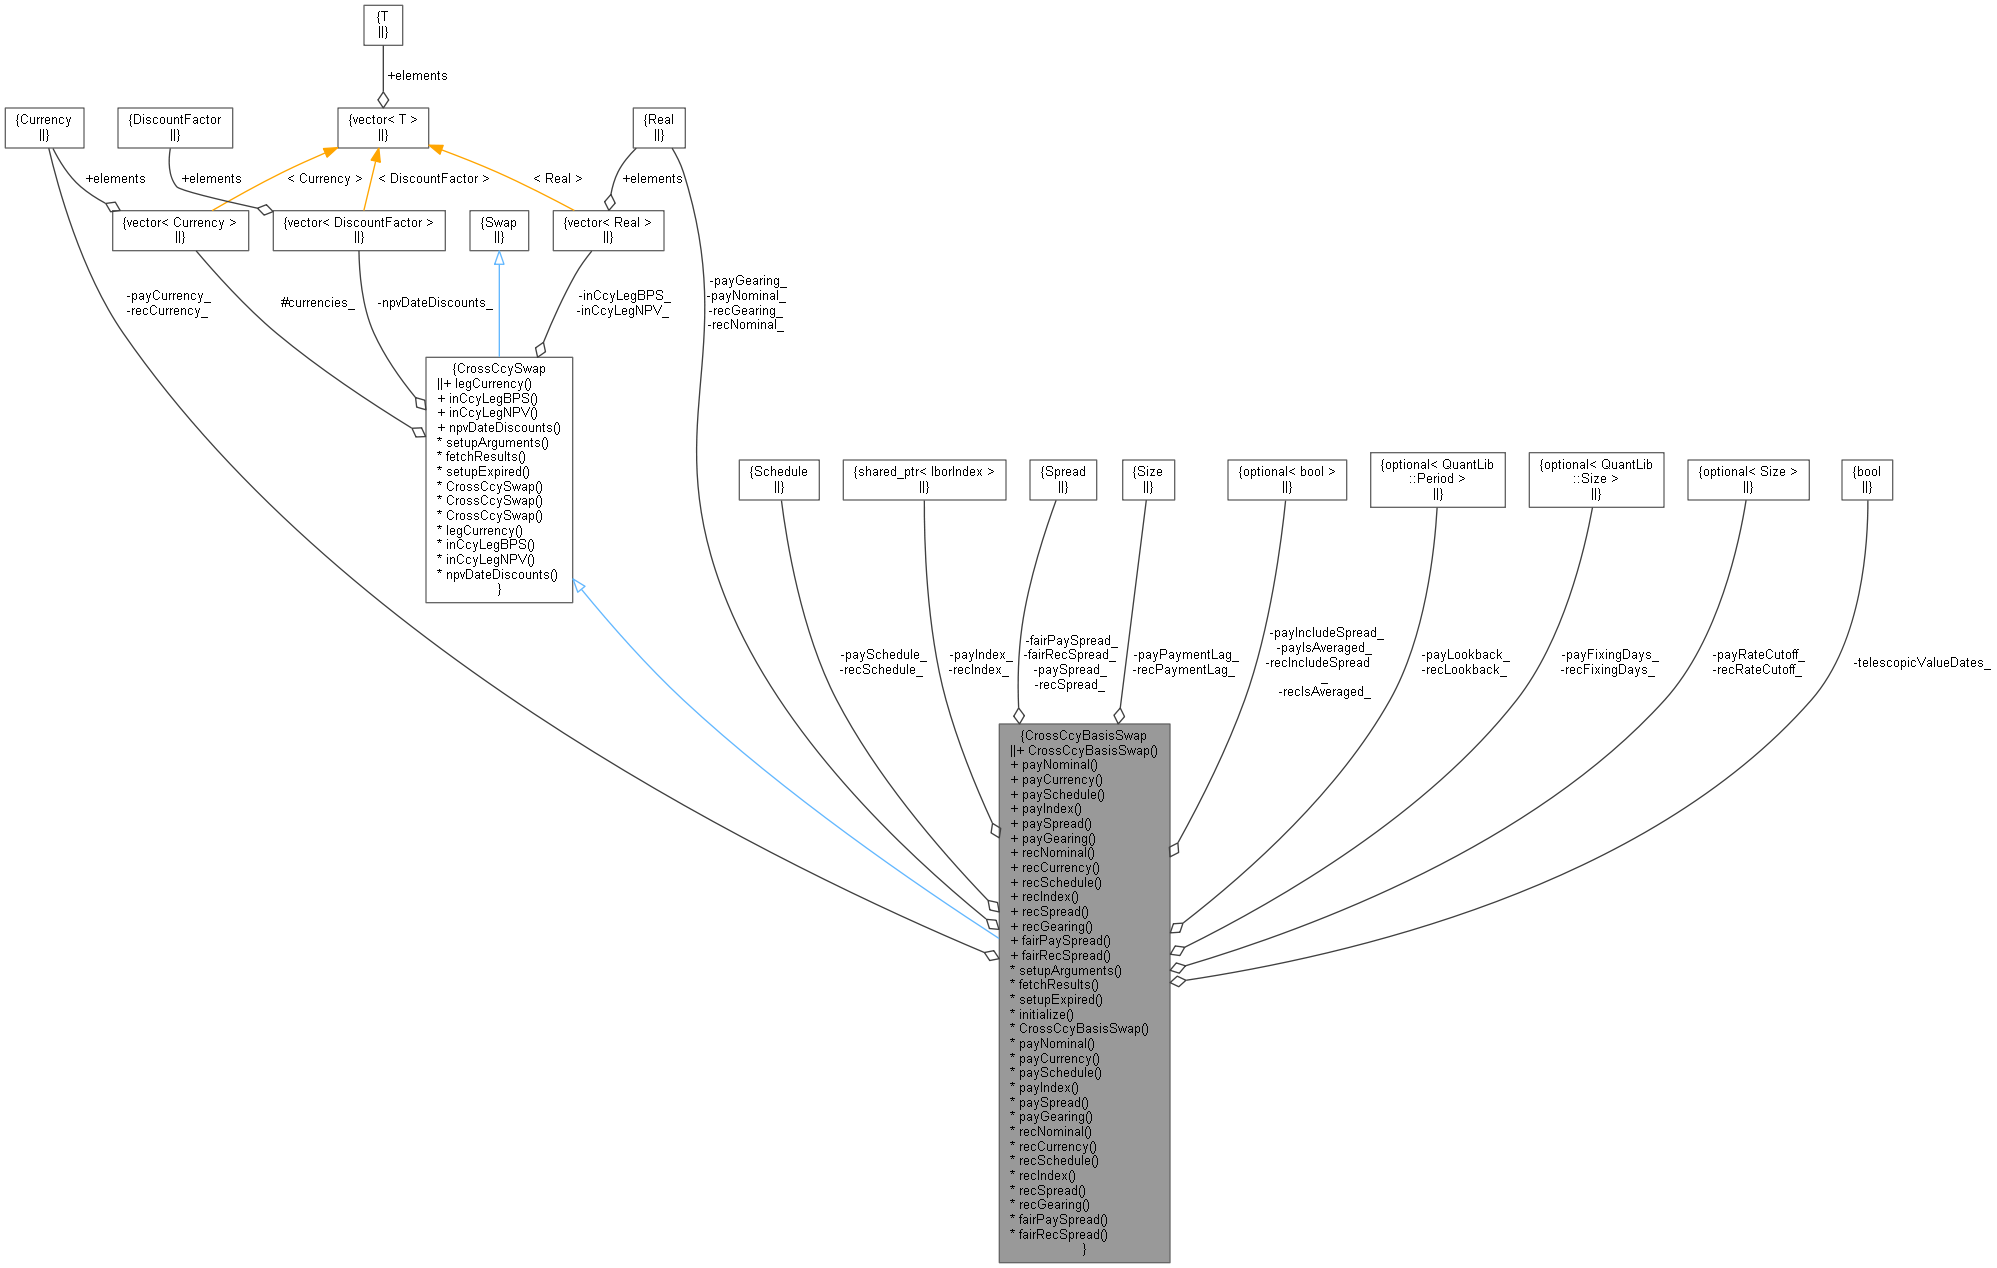 {T
||}
+elements
{Currency
||}
{DiscountFactor
||}
{vector< T >
||}
{Real
||}
+elements
+elements
< Currency >
< DiscountFactor >
< Real >
+elements
{vector< Currency >
||}
{vector< DiscountFactor >
||}
{Swap
||}
{vector< Real >
||}
-payCurrency_
-recCurrency_
#currencies_
-npvDateDiscounts_
-inCcyLegBPS_
-inCcyLegNPV_
-payGearing_
-payNominal_
-recGearing_
-recNominal_
{CrossCcySwap
||+ legCurrency()
+ inCcyLegBPS()
+ inCcyLegNPV()
+ npvDateDiscounts()
* setupArguments()
* fetchResults()
* setupExpired()
* CrossCcySwap()
* CrossCcySwap()
* CrossCcySwap()
* legCurrency()
* inCcyLegBPS()
* inCcyLegNPV()
* npvDateDiscounts()
}
{Schedule
||}
{shared_ptr< IborIndex >
||}
{Spread
||}
{Size
||}
{optional< bool >
||}
{optional< QuantLib
::Period >
||}
{optional< QuantLib
::Size >
||}
{optional< Size >
||}
{bool
||}
-paySchedule_
-recSchedule_
-payIndex_
-recIndex_
-fairPaySpread_
-fairRecSpread_
-paySpread_
-recSpread_
-payPaymentLag_
-recPaymentLag_
-payIncludeSpread_
-payIsAveraged_
-recIncludeSpread
_
-recIsAveraged_
-payLookback_
-recLookback_
-payFixingDays_
-recFixingDays_
-payRateCutoff_
-recRateCutoff_
-telescopicValueDates_
{CrossCcyBasisSwap
||+ CrossCcyBasisSwap()
+ payNominal()
+ payCurrency()
+ paySchedule()
+ payIndex()
+ paySpread()
+ payGearing()
+ recNominal()
+ recCurrency()
+ recSchedule()
+ recIndex()
+ recSpread()
+ recGearing()
+ fairPaySpread()
+ fairRecSpread()
* setupArguments()
* fetchResults()
* setupExpired()
* initialize()
* CrossCcyBasisSwap()
* payNominal()
* payCurrency()
* paySchedule()
* payIndex()
* paySpread()
* payGearing()
* recNominal()
* recCurrency()
* recSchedule()
* recIndex()
* recSpread()
* recGearing()
* fairPaySpread()
* fairRecSpread()
}